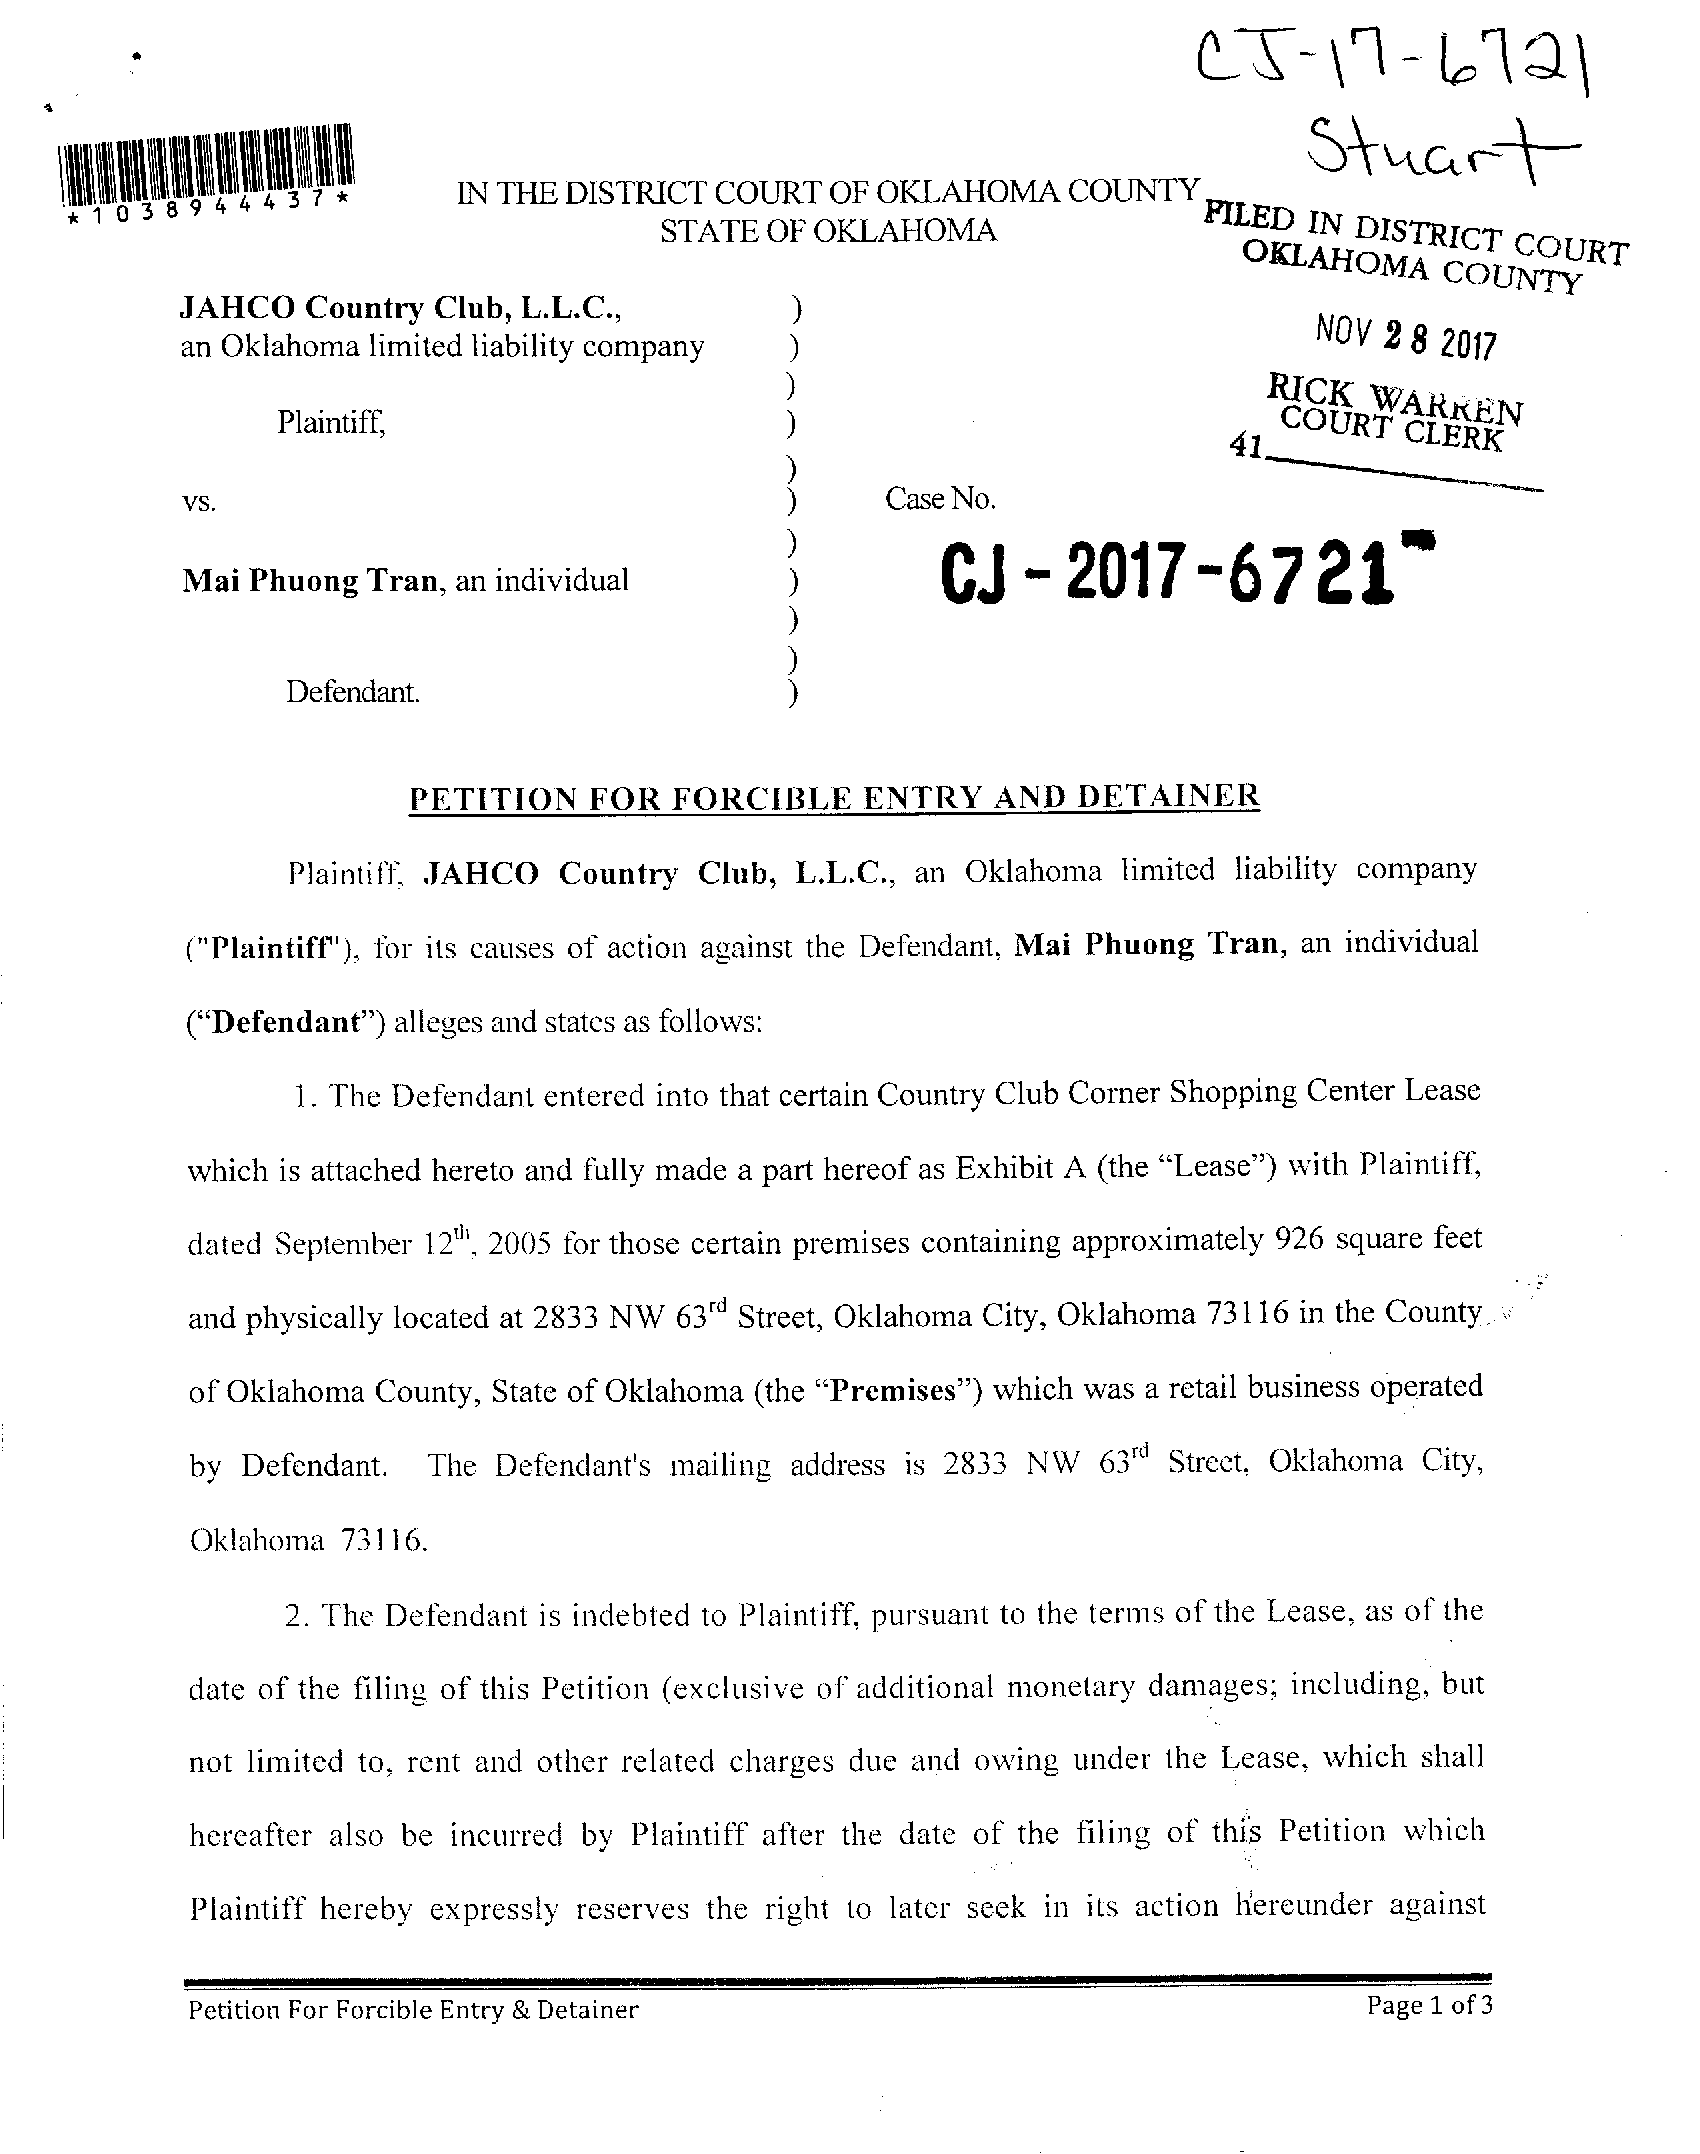 CJ-17-6721
Stuart
*1038944437*
IN THE DISTRICT COURT OF OKLAHOMA COUNTY
STATE OF OKLAHOMA
FILED IN DISTRICT COURT
OKLAHOMA COUNTY
NOV 28 2017
RICK WARREN
COURT CLERK
41
JAHCO Country Club, L.L.C., )
an Oklahoma limited liability company )
)
Plaintiff, )
)
vs. ) Case No.
)
CJ-2017-6721
Mai Phuong Tran, an individual )
)
)
Defendant. )
PETITION FOR FORCIBLE ENTRY AND DETAINER
Plaintiff, JAHCO Country Club, L.L.C., an Oklahoma limited liability company
("Plaintiff"), for its causes of action against the Defendant, Mai Phuong Tran, an individual
(“Defendant”) alleges and states as follows:
1. The Defendant entered into that certain Country Club Corner Shopping Center Lease
which is attached hereto and fully made a part hereof as Exhibit A (the “Lease”) with Plaintiff,
dated September 12th, 2005 for those certain premises containing approximately 926 square feet
and physically located at 2833 NW 63rd Street, Oklahoma City, Oklahoma 73116 in the County
of Oklahoma County, State of Oklahoma (the “Premises”) which was a retail business operated
by Defendant. The Defendant's mailing address is 2833 NW 63rd Street, Oklahoma City,
Oklahoma 73116.
2. The Defendant is indebted to Plaintiff, pursuant to the terms of the Lease, as of the
date of the filing of this Petition (exclusive of additional monetary damages; including, but
not limited to, rent and other related charges due and owing under the Lease, which shall
hereafter also be incurred by Plaintiff after the date of the filing of this Petition which
Plaintiff hereby expressly reserves the right to later seek in its action hereunder against
Petition For Forcible Entry & Detainer Page 1 of 3